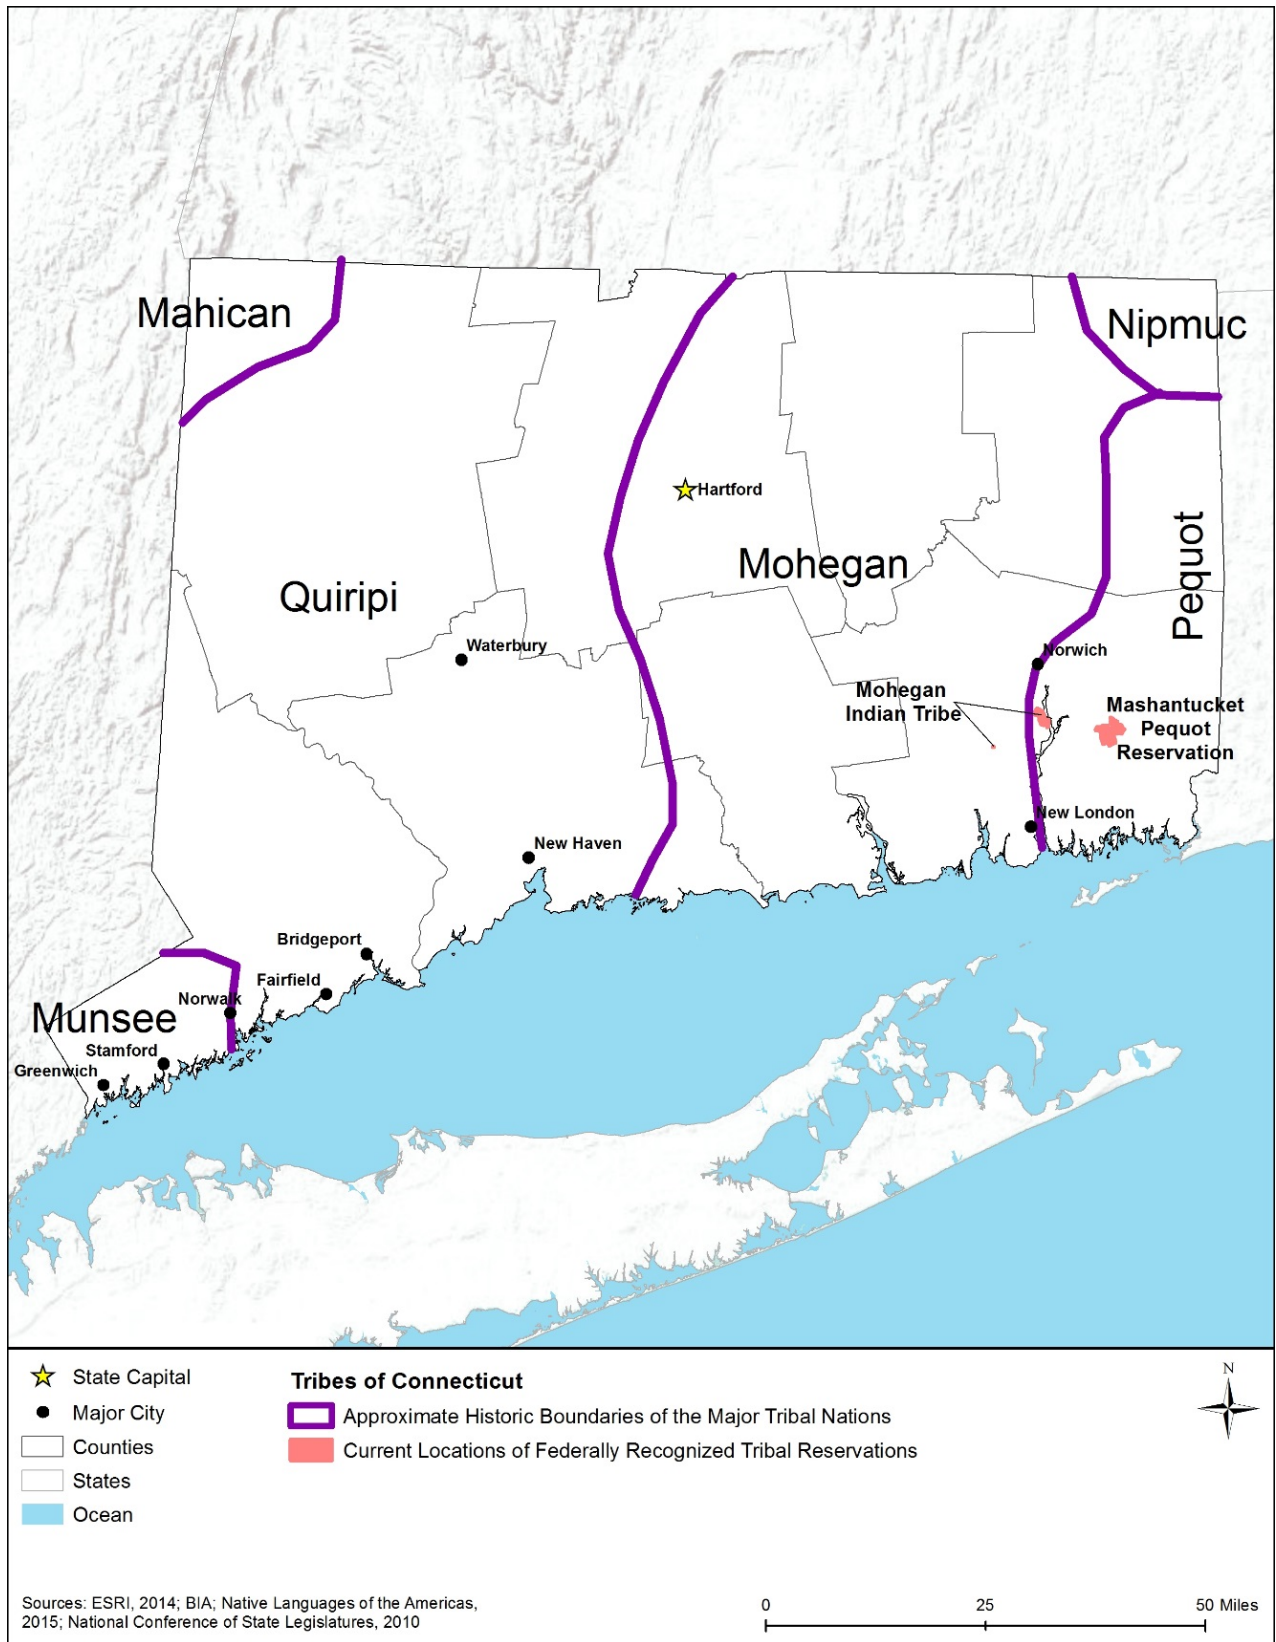 Mahican
Nipmuc
Hartford
Mohegan
Pequot
Quiripi
Waterbury
Norwich
Mohegan
Indian Tribe
Mashantucket
Pequot
Reservation
New London
New Haven
Bridgeport
Fairfield
Norwalk
Munsee
Stamford
Greenwich
State Capital
Major City
Counties
States
Ocean
Tribes of Connecticut
Approximate Historic Boundaries of the Major Tribal Nations
Current Locations of Federally Recognized Tribal Reservations
N
Sources: ESRI, 2014; BIA; Native Languages of the Americas,
2015; National Conference of State Legislatures, 2010
0 25 50 Miles